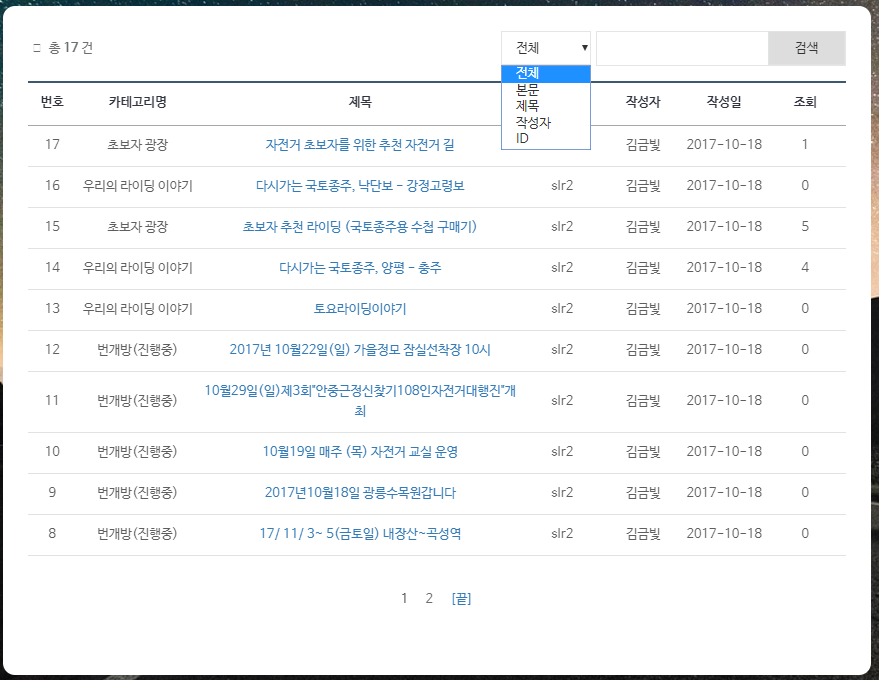 총 17 건
전체
검색
전체
본문
제목
작성자
ID
번호 카테고리명 제목 작성자 작성일 조회
17 초보자 광장 자전거 초보자를 위한 추천 자전거 길 김금빛 2017-10-18 1
16 우리의 라이딩 이야기 다시가는 국토종주, 낙단보 - 강정고령보 slr2 김금빛 2017-10-18 0
15 초보자 광장 초보자 추천 라이딩 (국토종주용 수첩 구매기) slr2 김금빛 2017-10-18 5
14 우리의 라이딩 이야기 다시가는 국토종주, 양평 - 충주 slr2 김금빛 2017-10-18 4
13 우리의 라이딩 이야기 토요라이딩이야기 slr2 김금빛 2017-10-18 0
12 번개방(진행중) 2017년 10월22일(일) 가을정모 잠실선착장 10시 slr2 김금빛 2017-10-18 0
11 번개방(진행중) 10월29일(일)제3회"안중근정신찾기108인자전거대행진"개
최 slr2 김금빛 2017-10-18 0
10 번개방(진행중) 10월19일 매주 (목) 자전거 교실 운영 slr2 김금빛 2017-10-18 0
9 번개방(진행중) 2017년10월18일 광릉수목원갑니다 slr2 김금빛 2017-10-18 0
8 번개방(진행중) 17/ 11/ 3~ 5(금토일) 내장산~곡성역 slr2 김금빛 2017-10-18 0
1 2 [끝]